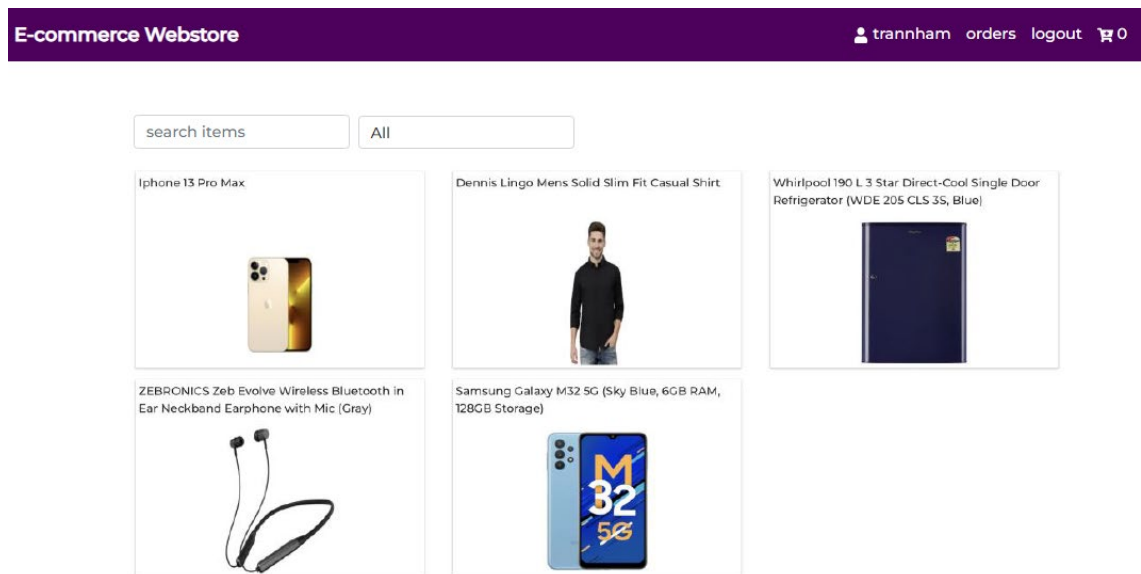 E-commerce Webstore
trannham orders logout 0
search items
All
Iphone 13 Pro Max
Dennis Lingo Mens Solid Slim Fit Casual Shirt
Whirlpool 190 L 3 Star Direct-Cool Single Door
Refrigerator (WDE 205 CLS 3S, Blue)
ZEBRONICS Zeb Evolve Wireless Bluetooth in
Ear Neckband Earphone with Mic (Gray)
Samsung Galaxy M32 5G (Sky Blue, 6GB RAM,
128GB Storage)
M
32
5G